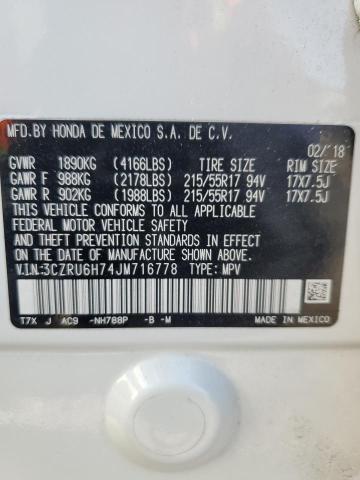 MFD.BY HONDA DE MEXICO S.A. DE C.V.
02/'18
GVWR 1890KG (4166LBS) TIRE SIZE RIM SIZE
GAWR F 988KG (2178LBS) 215/55R17 94V 17X7.5J
GAWR R 902KG (1988LBS) 215/55R17 94V 17X7.5J
THIS VEHICLE CONFORMS TO ALL APPLICABLE
FEDERAL MOTOR VEHICLE SAFETY STANDARDS IN EFFECT
ON THE DATE OF MANUFACTURE SHOWN ABOVE.
V.I.N:3CZRU6H74JM716778 TYPE: MPV
T7X J AC9 -NH788P -B -M
MADE IN MEXICO